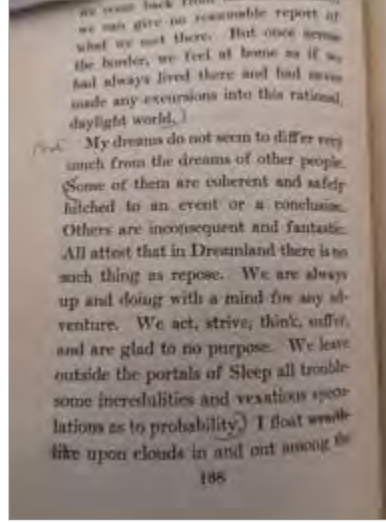 we come back from
we can give no reasonable report of
what we met there. But once across
the border, we feel at home as if we
had always lived there and had never
made any excursions into this rational,
daylight world.)
My dreams do not seem to differ very
much from the dreams of other people.
(Some of them are coherent and safely
hitched to an event or a conclusion.
Others are inconsequent and fantastic.
All attest that in Dreamland there is no
such thing as repose. We are always
up and doing with a mind for any ad-
venture. We act, strive, think, suffer,
and are glad to no purpose. We leave
outside the portals of Sleep all trouble-
some incredulities and vexatious specu-
lations as to probability.) I float wraith-
like upon clouds in and out among the
168